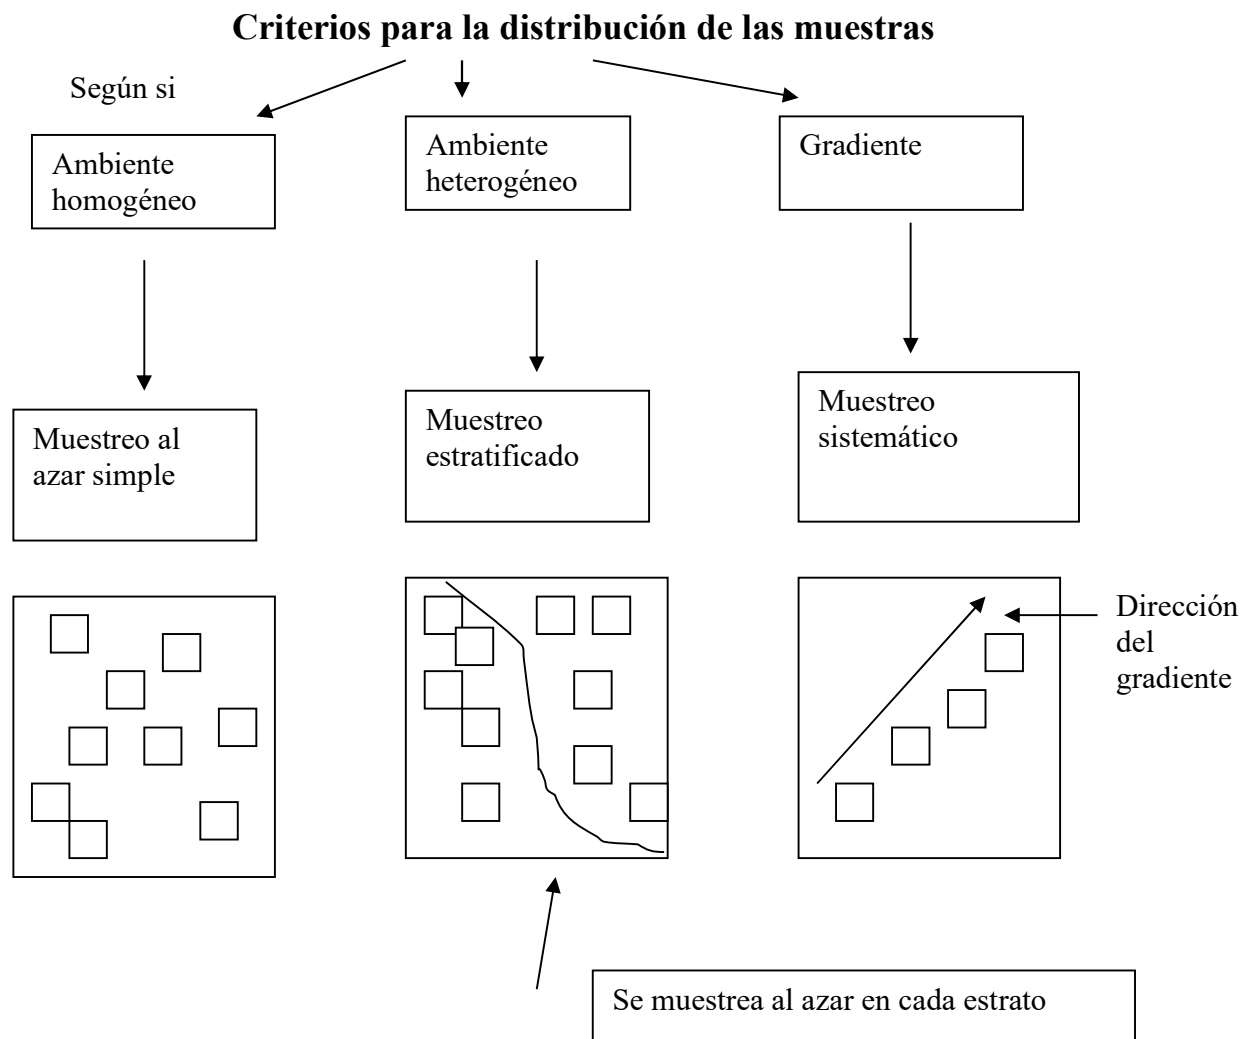 Criterios para la distribución de las muestras
Según si
Ambiente
homogéneo
Ambiente
heterogéneo
Gradiente
Muestreo al
azar simple
Muestreo
estratificado
Muestreo
sistemático
Dirección
del
gradiente
Se muestrea al azar en cada estrato